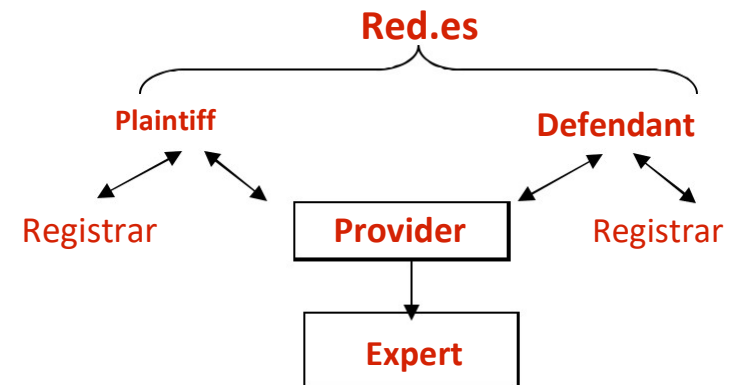 Red.es
Plaintiff
Defendant
Registrar
Provider
Registrar
Expert